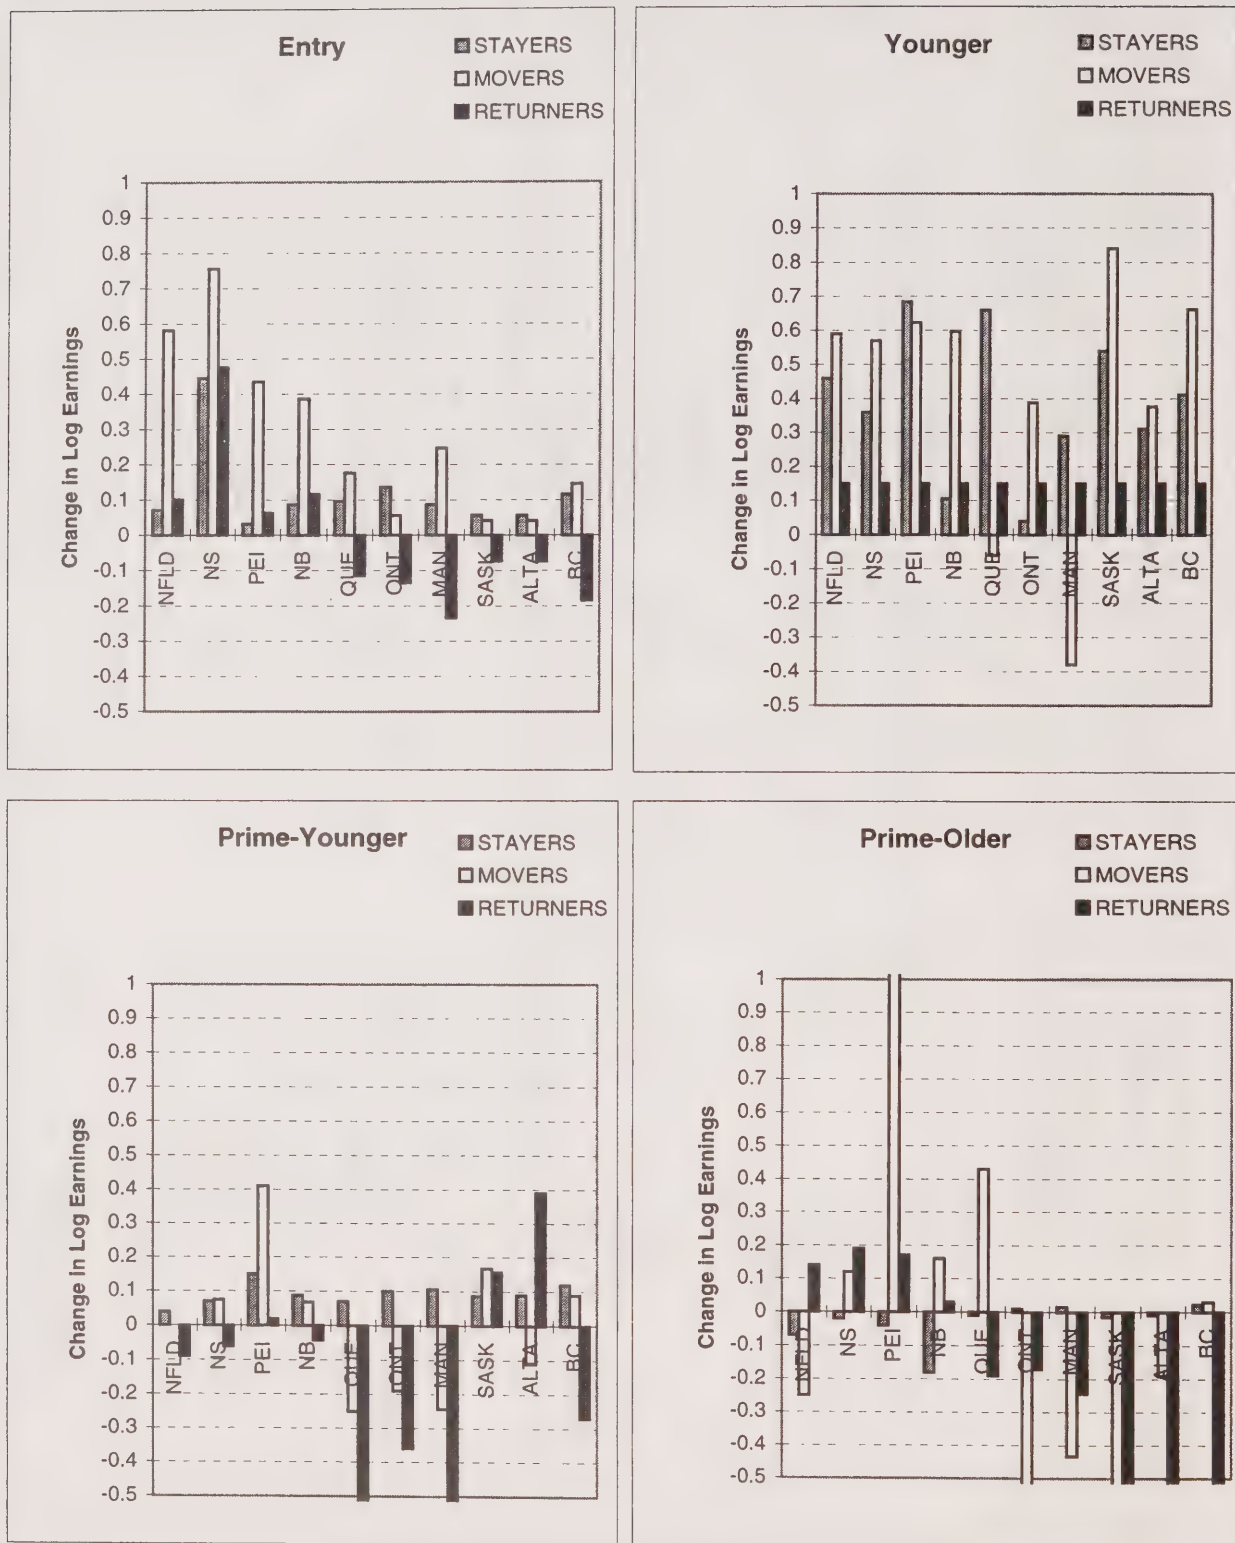 Entry
STAYERS
MOVERS
RETURNERS
Change in Log Earnings
1
0.9
0.8
0.7
0.6
0.5
0.4
0.3
0.2
0.1
0
-0.1
-0.2
-0.3
-0.4
-0.5
NFLD
NS
PEI
NB
QUE
ONT
MAN
SASK
ALTA
BC
Younger
STAYERS
MOVERS
RETURNERS
Change in Log Earnings
1
0.9
0.8
0.7
0.6
0.5
0.4
0.3
0.2
0.1
0
-0.1
-0.2
-0.3
-0.4
-0.5
NFLD
NS
PEI
NB
QUE
ONT
MAN
SASK
ALTA
BC
Prime-Younger
STAYERS
MOVERS
RETURNERS
Change in Log Earnings
1
0.9
0.8
0.7
0.6
0.5
0.4
0.3
0.2
0.1
0
-0.1
-0.2
-0.3
-0.4
-0.5
NFLD
NS
PEI
NB
QUE
ONT
MAN
SASK
ALTA
BC
Prime-Older
STAYERS
MOVERS
RETURNERS
Change in Log Earnings
1
0.9
0.8
0.7
0.6
0.5
0.4
0.3
0.2
0.1
0
-0.1
-0.2
-0.3
-0.4
-0.5
NFLD
NS
PEI
NB
QUE
ONT
MAN
SASK
ALTA
BC